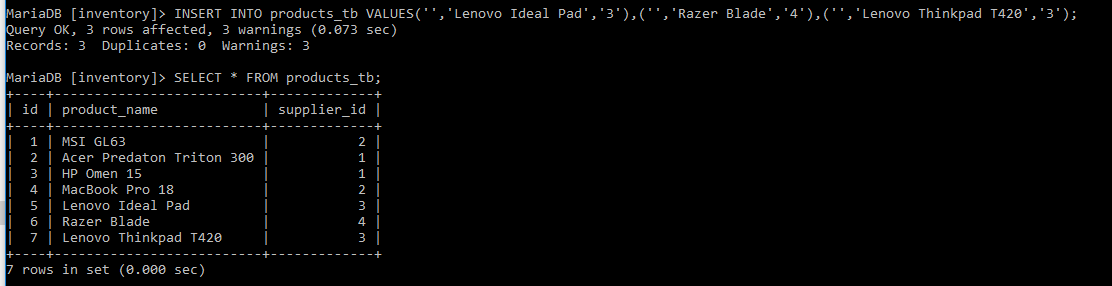 MariaDB [inventory]> INSERT INTO products_tb VALUES('','Lenovo Ideal Pad','3'),('','Razer Blade','4'),('','Lenovo Thinkpad T420','3');
Query OK, 3 rows affected, 3 warnings (0.073 sec)
Records: 3  Duplicates: 0  Warnings: 3

MariaDB [inventory]> SELECT * FROM products_tb;
+----+--------------------------+-------------+
| id | product_name             | supplier_id |
+----+--------------------------+-------------+
|  1 | MSI GL63                 |           2 |
|  2 | Acer Predaton Triton 300 |           1 |
|  3 | HP Omen 15               |           1 |
|  4 | MacBook Pro 18           |           2 |
|  5 | Lenovo Ideal Pad         |           3 |
|  6 | Razer Blade              |           4 |
|  7 | Lenovo Thinkpad T420     |           3 |
+----+--------------------------+-------------+
7 rows in set (0.000 sec)